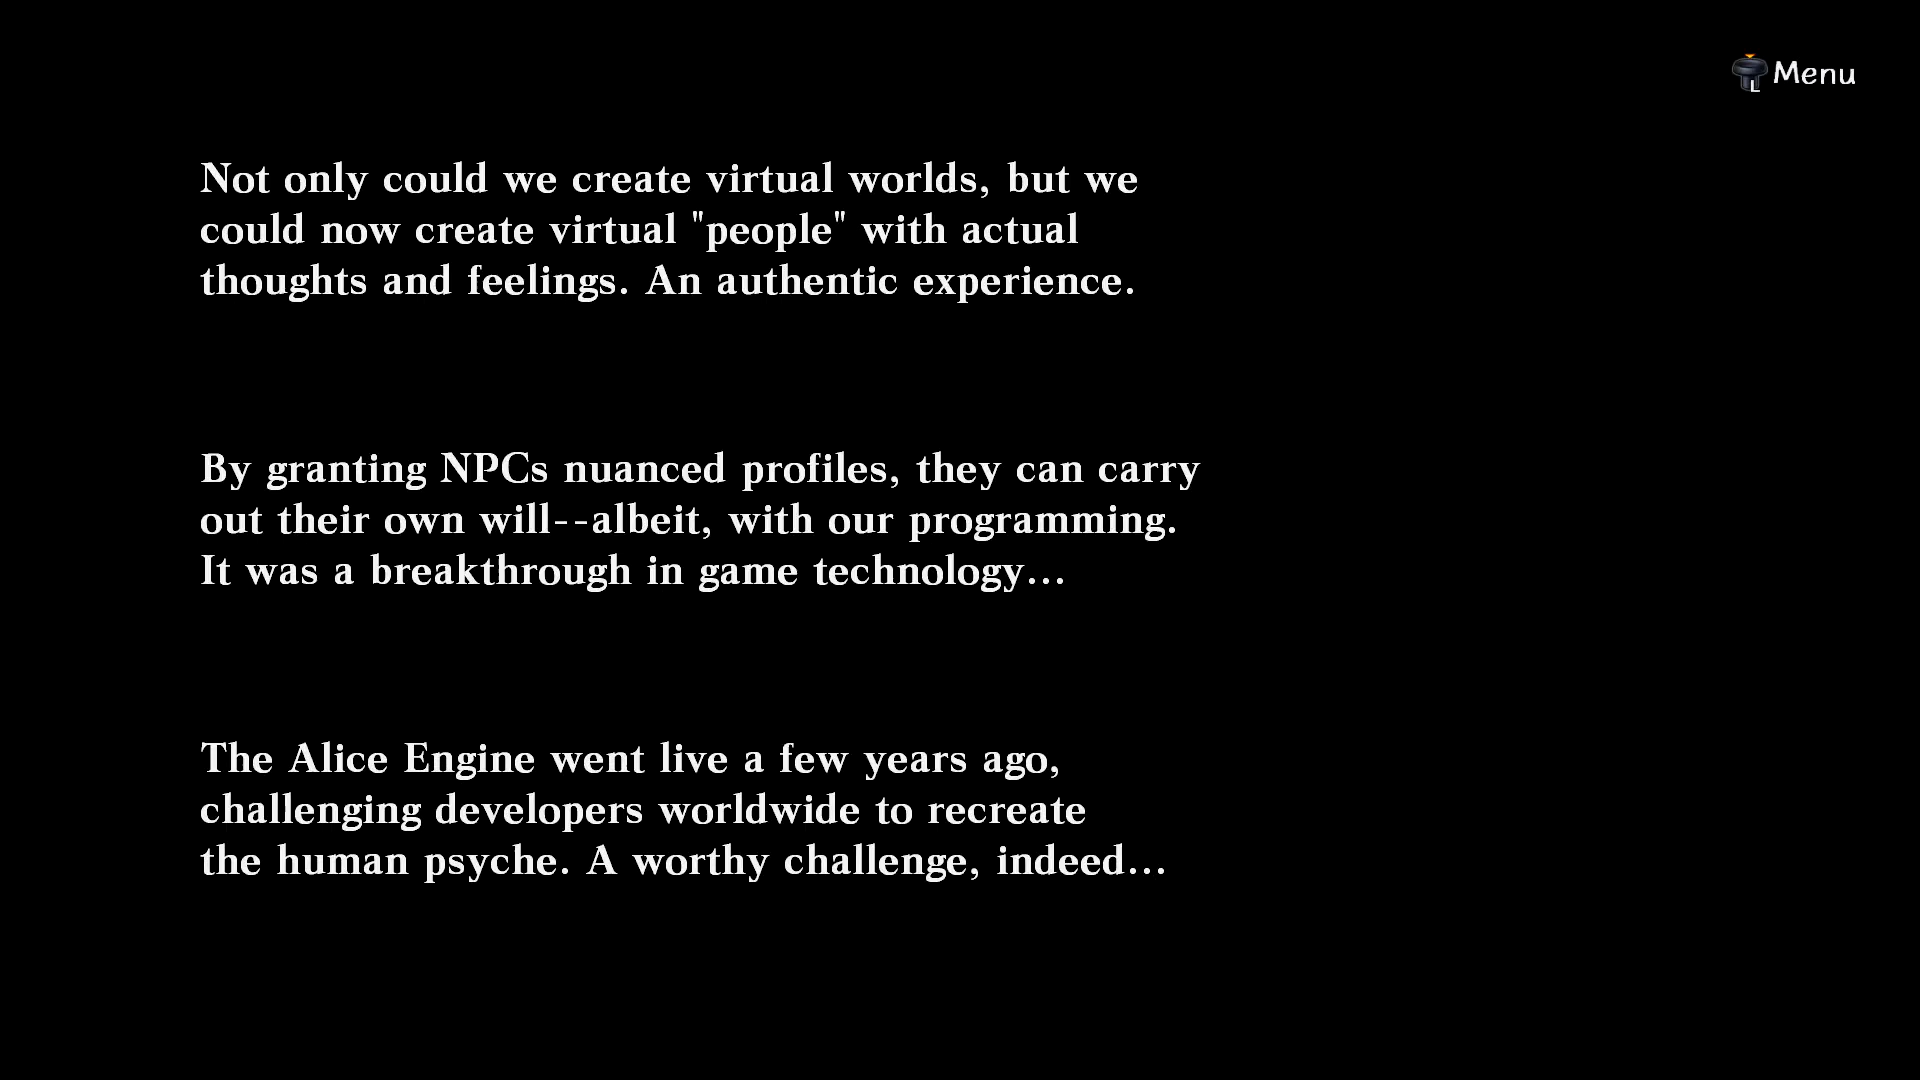 Menu
Not only could we create virtual worlds, but we
could now create virtual "people" with actual
thoughts and feelings. An authentic experience.
By granting NPCs nuanced profiles, they can carry
out their own will--albeit, with our programming.
It was a breakthrough in game technology...
The Alice Engine went live a few years ago,
challenging developers worldwide to recreate
the human psyche. A worthy challenge, indeed...